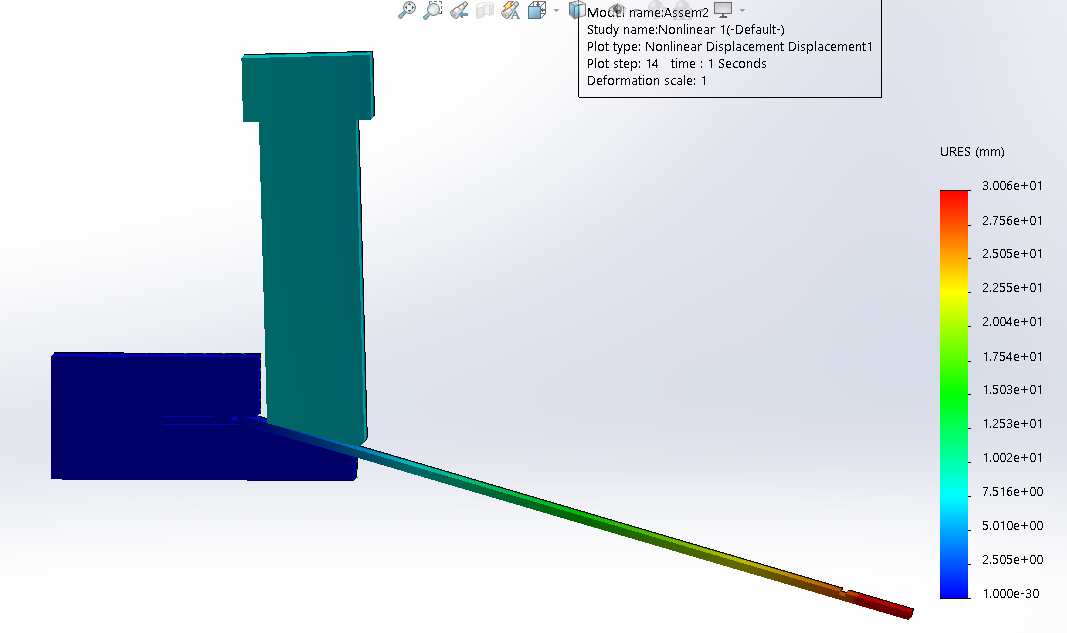 Model name:Assem2
Study name:Nonlinear 1(-Default-)
Plot type: Nonlinear Displacement Displacement1
Plot step: 14 time : 1 Seconds
Deformation scale: 1
URES (mm)
3.006e+01
2.756e+01
2.505e+01
2.255e+01
2.004e+01
1.754e+01
1.503e+01
1.253e+01
1.002e+01
7.516e+00
5.010e+00
2.505e+00
1.000e-30